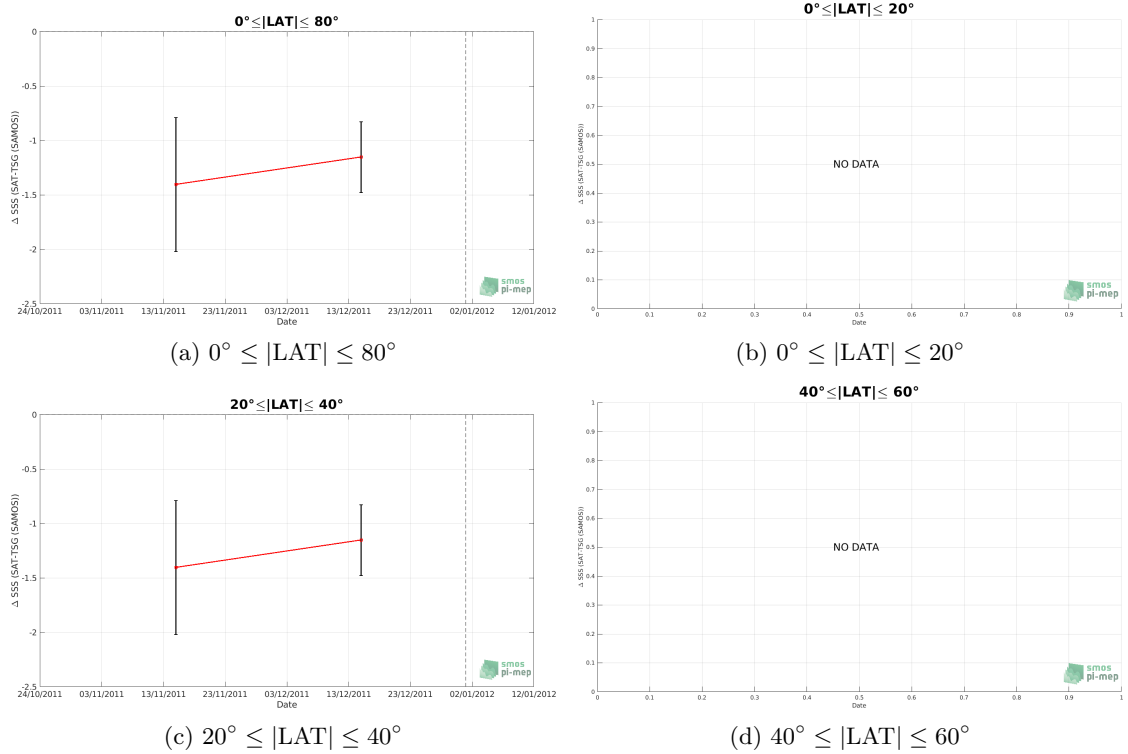 0°≤|LAT|≤ 80°
Δ SSS (SAT-TSG (SAMOS))
0
-0.5
-1
-1.5
-2
-2.5
24/10/2011 03/11/2011 13/11/2011 23/11/2011 03/12/2011 13/12/2011 23/12/2011 02/01/2012 12/01/2012
Date
smos
pi-mep
(a) 0° ≤ |LAT| ≤ 80°
0°≤|LAT|≤ 20°
Δ SSS (SAT-TSG (SAMOS))
1
0.9
0.8
0.7
0.6
0.5
0.4
0.3
0.2
0.1
0
NO DATA
0 0.1 0.2 0.3 0.4 0.5 0.6 0.7 0.8 0.9 1
Date
smos
pi-mep
(b) 0° ≤ |LAT| ≤ 20°
20°≤|LAT|≤ 40°
Δ SSS (SAT-TSG (SAMOS))
0
-0.5
-1
-1.5
-2
-2.5
24/10/2011 03/11/2011 13/11/2011 23/11/2011 03/12/2011 13/12/2011 23/12/2011 02/01/2012 12/01/2012
Date
smos
pi-mep
(c) 20° ≤ |LAT| ≤ 40°
40°≤|LAT|≤ 60°
Δ SSS (SAT-TSG (SAMOS))
1
0.9
0.8
0.7
0.6
0.5
0.4
0.3
0.2
0.1
0
NO DATA
0 0.1 0.2 0.3 0.4 0.5 0.6 0.7 0.8 0.9 1
Date
smos
pi-mep
(d) 40° ≤ |LAT| ≤ 60°